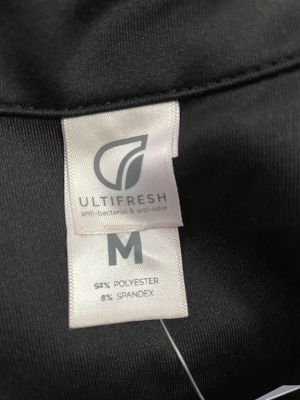 ULTIFRESH
anti-bacterial & anti-odor
M
92% POLYESTER
8% SPANDEX